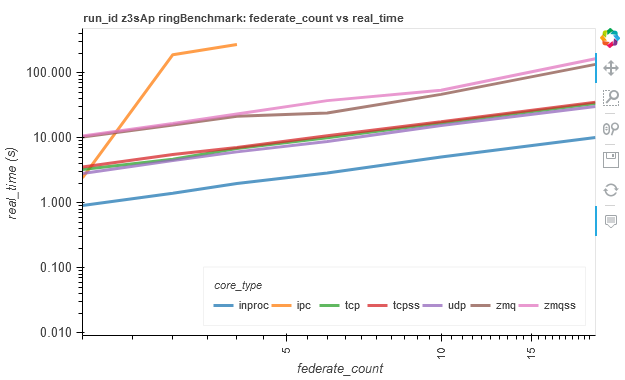 run_id z3sAp ringBenchmark: federate_count vs real_time
100.000
10.000
1.000
0.100
0.010
real_time (s)
core_type
inproc ipc tcp tcpss udp zmq zmqss
5 10 15
federate_count